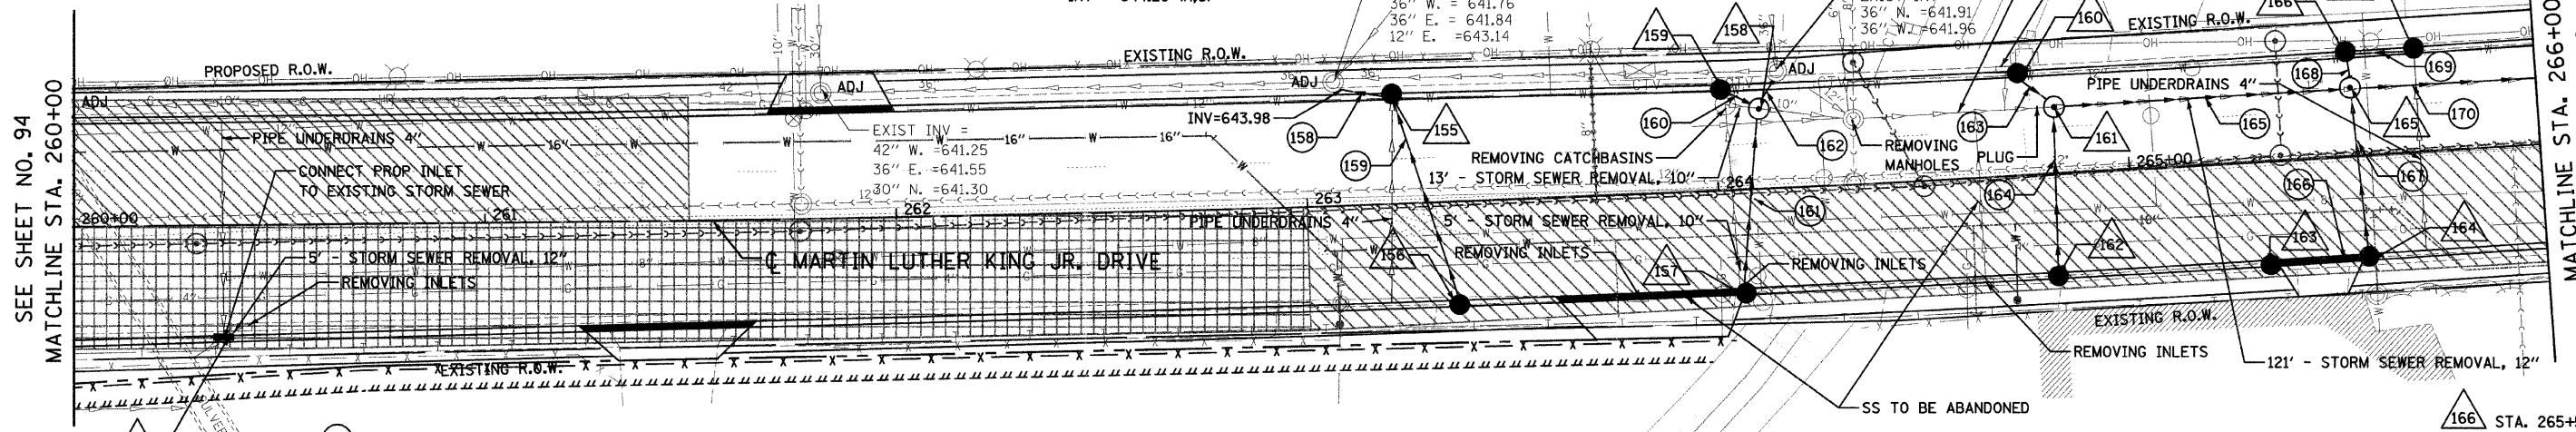 36" W. = 641.76
36" E. = 641.84
12" E. =643.14
36" N. =641.91
36" W. =641.96
SEE SHEET NO. 94
MATCHLINE STA. 260+00
MATCHLINE STA. 266+00
PROPOSED R.O.W.
EXISTING R.O.W.
EXISTING R.O.W.
ADJ
ADJ
ADJ
ADJ
159
158
160
166
155
INV=643.98
158
159
160
162
163
161
PIPE UNDERDRAINS 4"
165
168
169
170
165
167
166
164
161
PIPE UNDERDRAINS 4"
16"
16"
CONNECT PROP INLET
TO EXISTING STORM SEWER
EXIST INV =
42" W. =641.25
36" E. =641.55
30" N. =641.30
REMOVING CATCHBASINS
13' - STORM SEWER REMOVAL, 10"
REMOVING
MANHOLES
PLUG
260+00
261
262
263
264
265+00
PIPE UNDERDRAINS 4"
5' - STORM SEWER REMOVAL, 10"
REMOVING INLETS
REMOVING INLETS
156
157
162
163
164
5' - STORM SEWER REMOVAL, 12"
REMOVING INLETS
℄ MARTIN LUTHER KING JR. DRIVE
EXISTING R.O.W.
EXISTING R.O.W.
REMOVING INLETS
121' - STORM SEWER REMOVAL, 12"
SS TO BE ABANDONED
166 STA. 265+